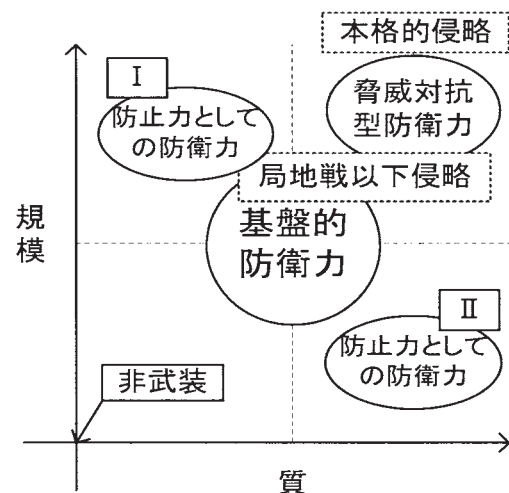 本格的侵略
Ⅰ
防止力として
の防衛力
脅威対抗
型防衛力
局地戦以下侵略
基盤的
防衛力
規
模
Ⅱ
防止力として
の防衛力
非武装
質